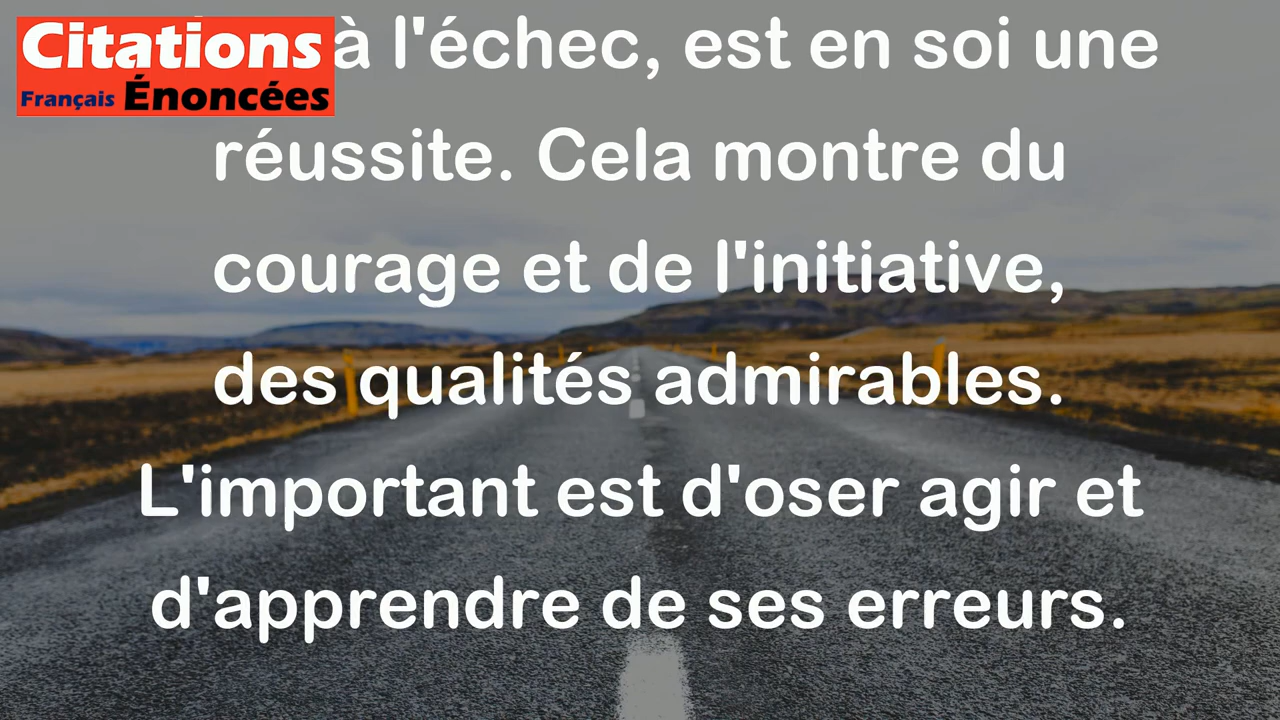 Citations
Français Énoncées
à l'échec, est en soi une
réussite. Cela montre du
courage et de l'initiative,
des qualités admirables.
L'important est d'oser agir et
d'apprendre de ses erreurs.